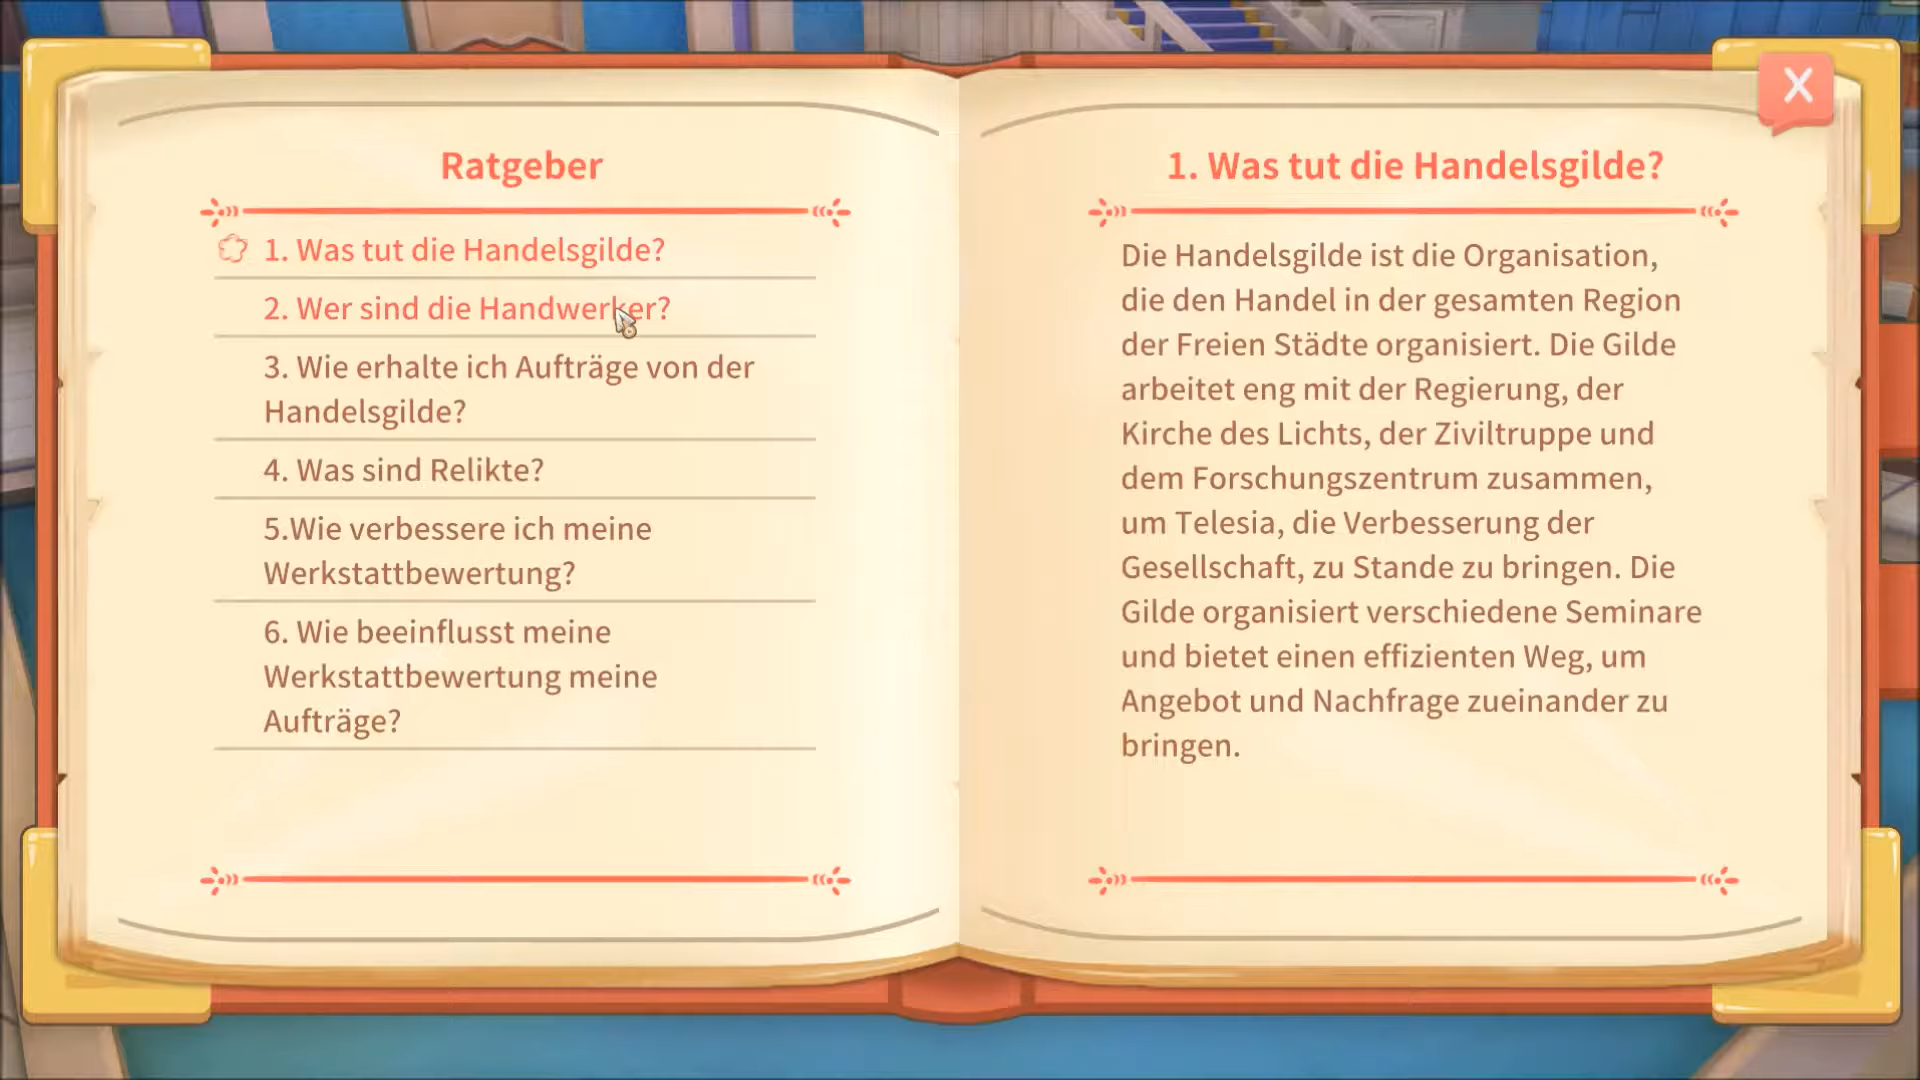 Ratgeber
1. Was tut die Handelsgilde?
2. Wer sind die Handwerker?
3. Wie erhalte ich Aufträge von der
Handelsgilde?
4. Was sind Relikte?
5.Wie verbessere ich meine
Werkstattbewertung?
6. Wie beeinflusst meine
Werkstattbewertung meine
Aufträge?
X
1. Was tut die Handelsgilde?
Die Handelsgilde ist die Organisation,
die den Handel in der gesamten Region
der Freien Städte organisiert. Die Gilde
arbeitet eng mit der Regierung, der
Kirche des Lichts, der Ziviltruppe und
dem Forschungszentrum zusammen,
um Telesia, die Verbesserung der
Gesellschaft, zu Stande zu bringen. Die
Gilde organisiert verschiedene Seminare
und bietet einen effizienten Weg, um
Angebot und Nachfrage zueinander zu
bringen.